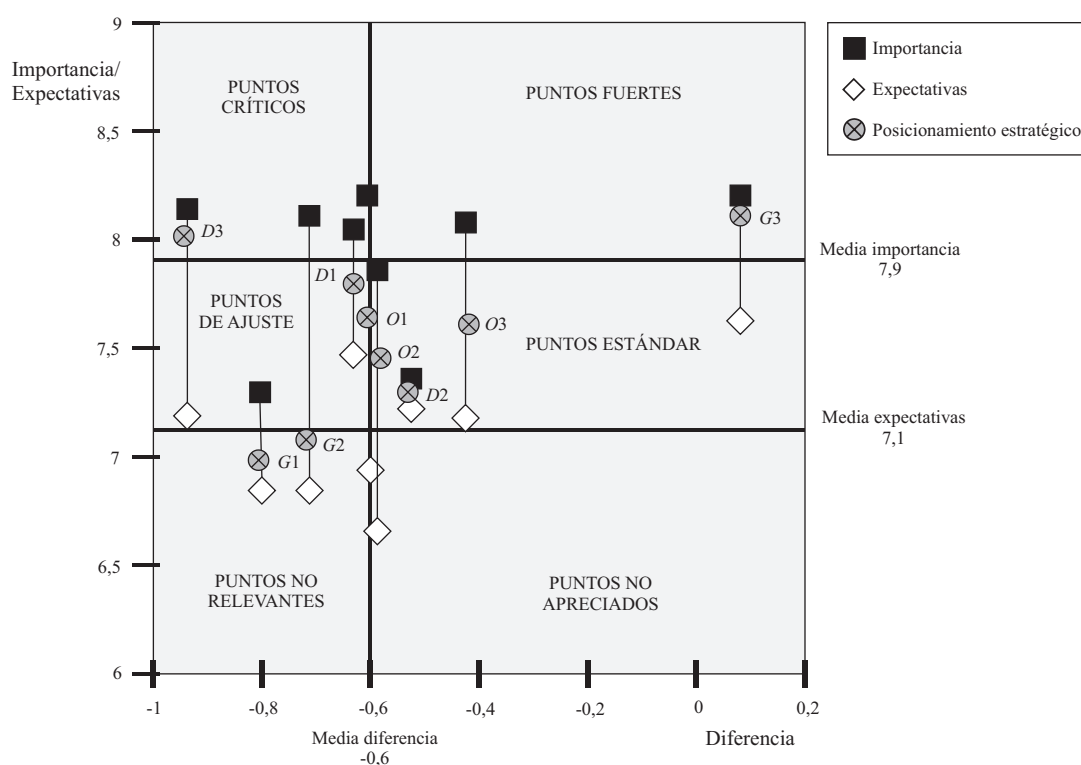 9
Importancia/
Expectativas
8,5
8
7,5
7
6,5
6
PUNTOS
CRÍTICOS
PUNTOS FUERTES
Importancia
Expectativas
Posicionamiento estratégico
D3
G3
Media importancia
7,9
D1
PUNTOS
DE AJUSTE
O1
O3
O2
PUNTOS ESTÁNDAR
D2
Media expectativas
7,1
G2
G1
PUNTOS NO
RELEVANTES
PUNTOS NO
APRECIADOS
-1
-0,8
-0,6
-0,4
-0,2
0
0,2
Media diferencia
-0,6
Diferencia